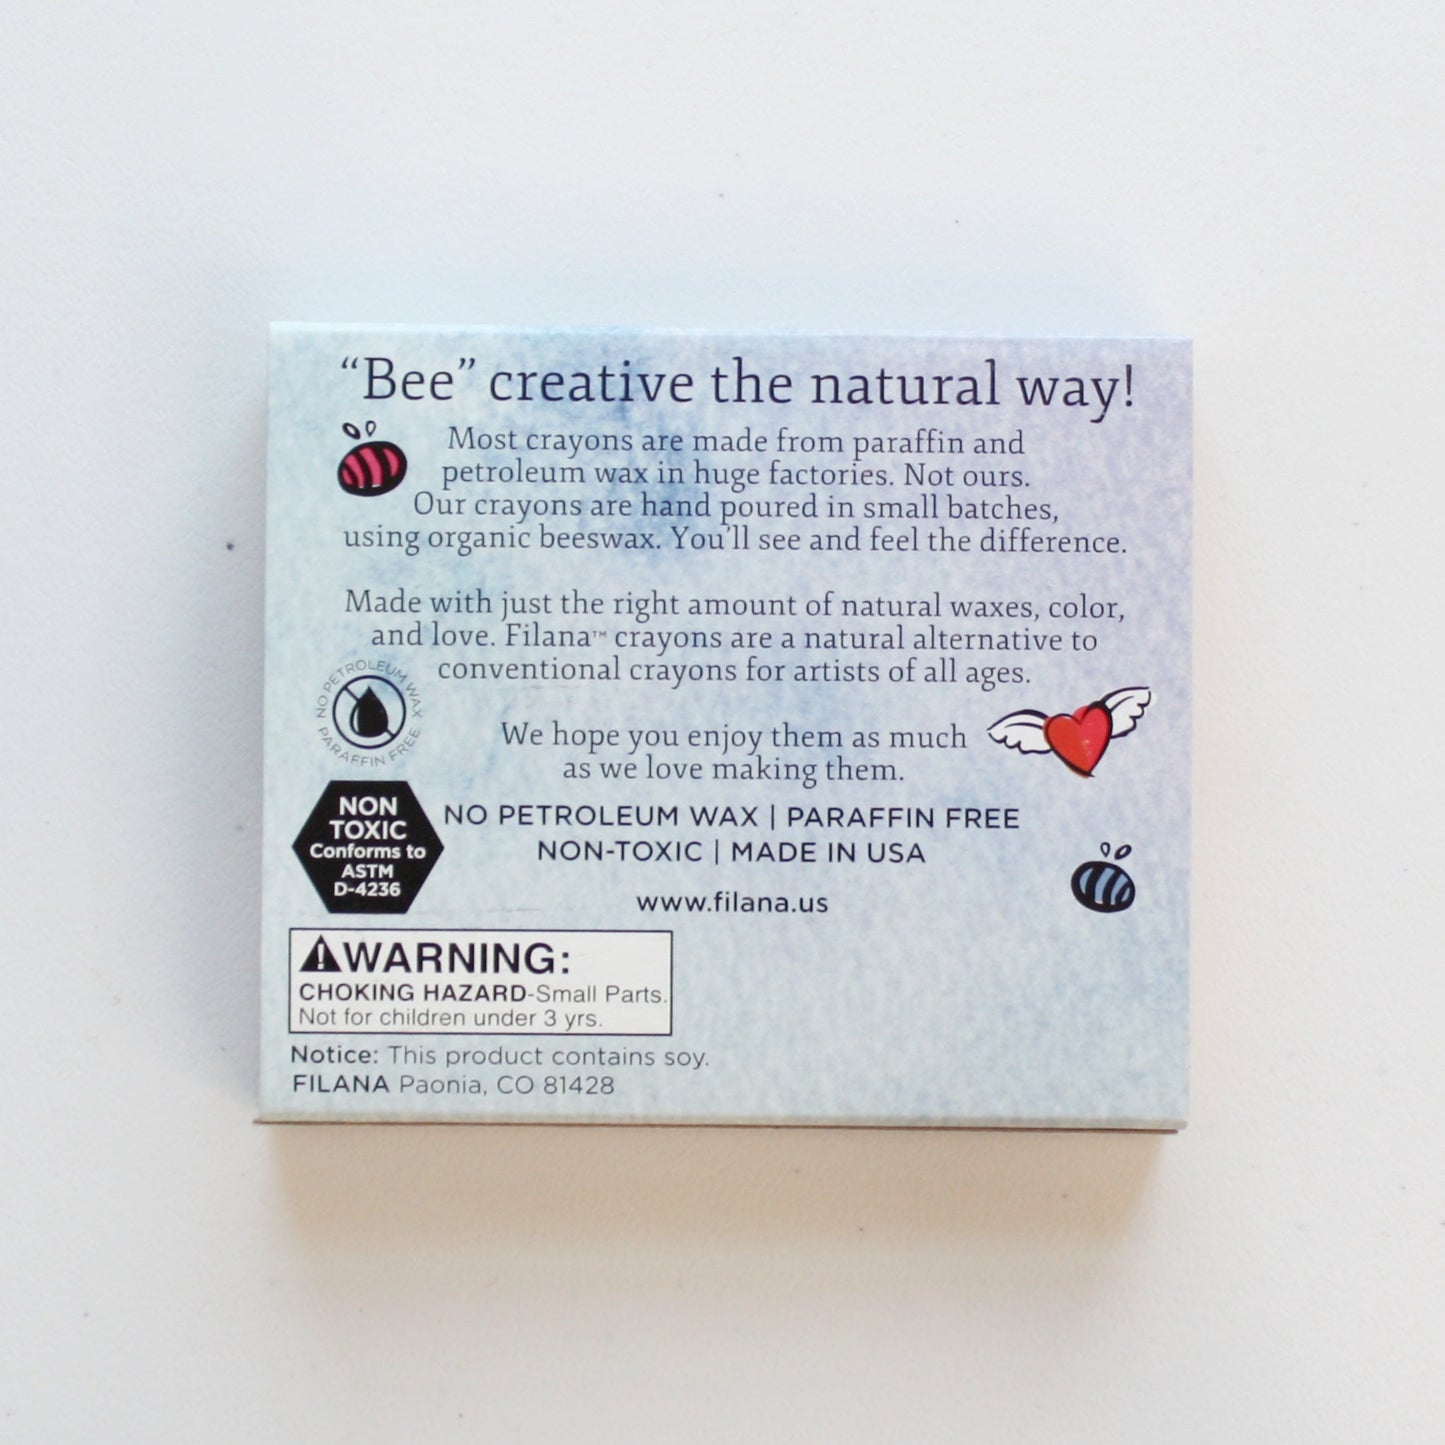 “Bee” creative the natural way!
Most crayons are made from paraffin and
petroleum wax in huge factories. Not ours.
Our crayons are hand poured in small batches,
using organic beeswax. You'll see and feel the difference.
Made with just the right amount of natural waxes, color,
and love. Filana™ crayons are a natural alternative to
conventional crayons for artists of all ages.
NO PETROLEUM WAX
PARAFFIN FREE
We hope you enjoy them as much
as we love making them.
NON
TOXIC
Conforms to
ASTM
D-4236
NO PETROLEUM WAX | PARAFFIN FREE
NON-TOXIC | MADE IN USA
www.filana.us
WARNING:
CHOKING HAZARD-Small Parts.
Not for children under 3 yrs.
Notice: This product contains soy.
FILANA Paonia, CO 81428